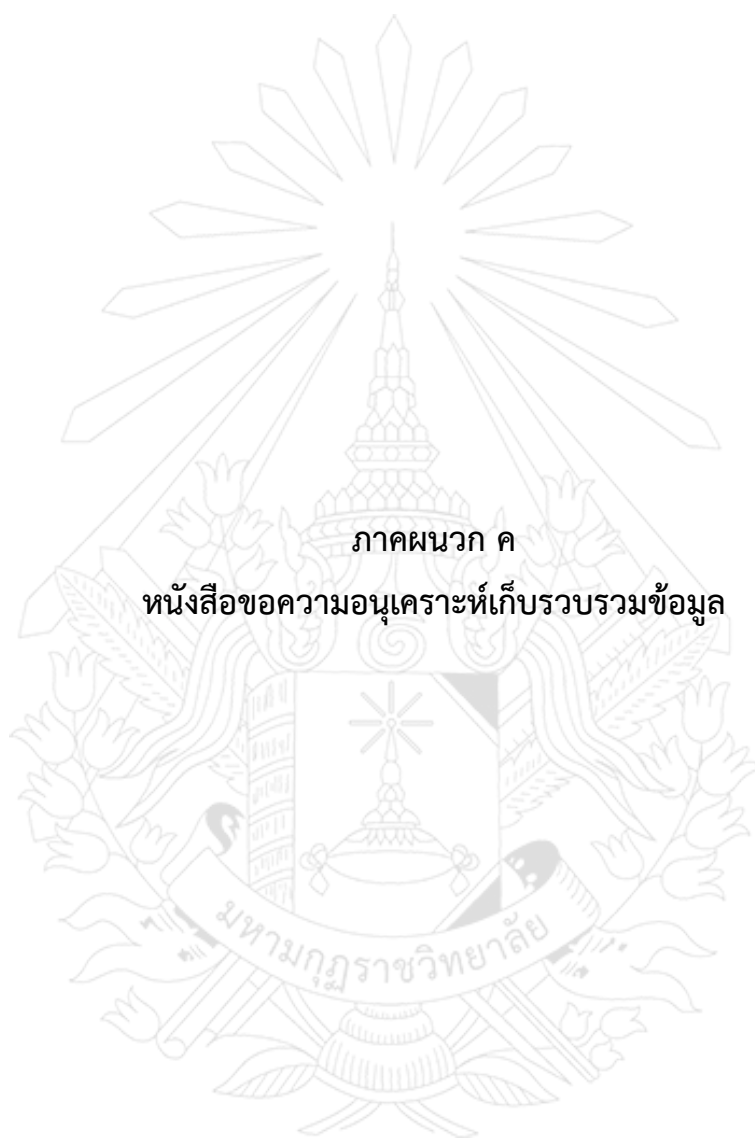 ภาคผนวก ค
หนังสือขอความอนุเคราะห์เก็บรวบรวมข้อมูล
มหามกุฏราชวิทยาลัย